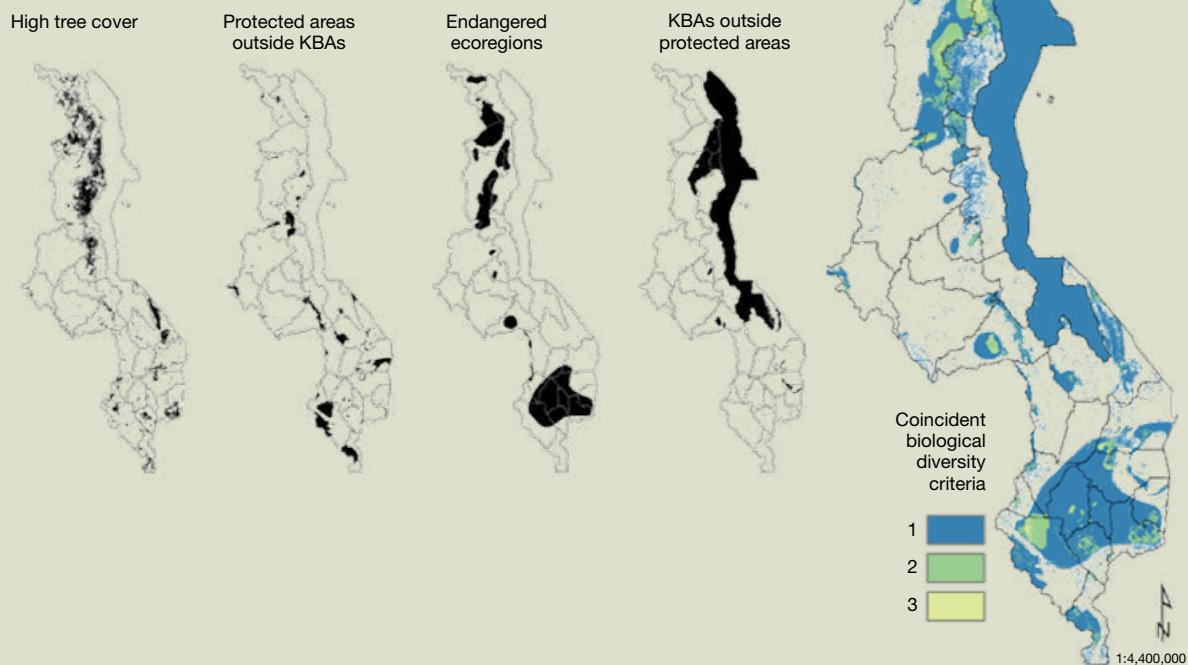 High tree cover
Protected areas
outside KBAs
Endangered
ecoregions
KBAs outside
protected areas
Coincident
biological
diversity
criteria
1
2
3
N
1:4,400,000